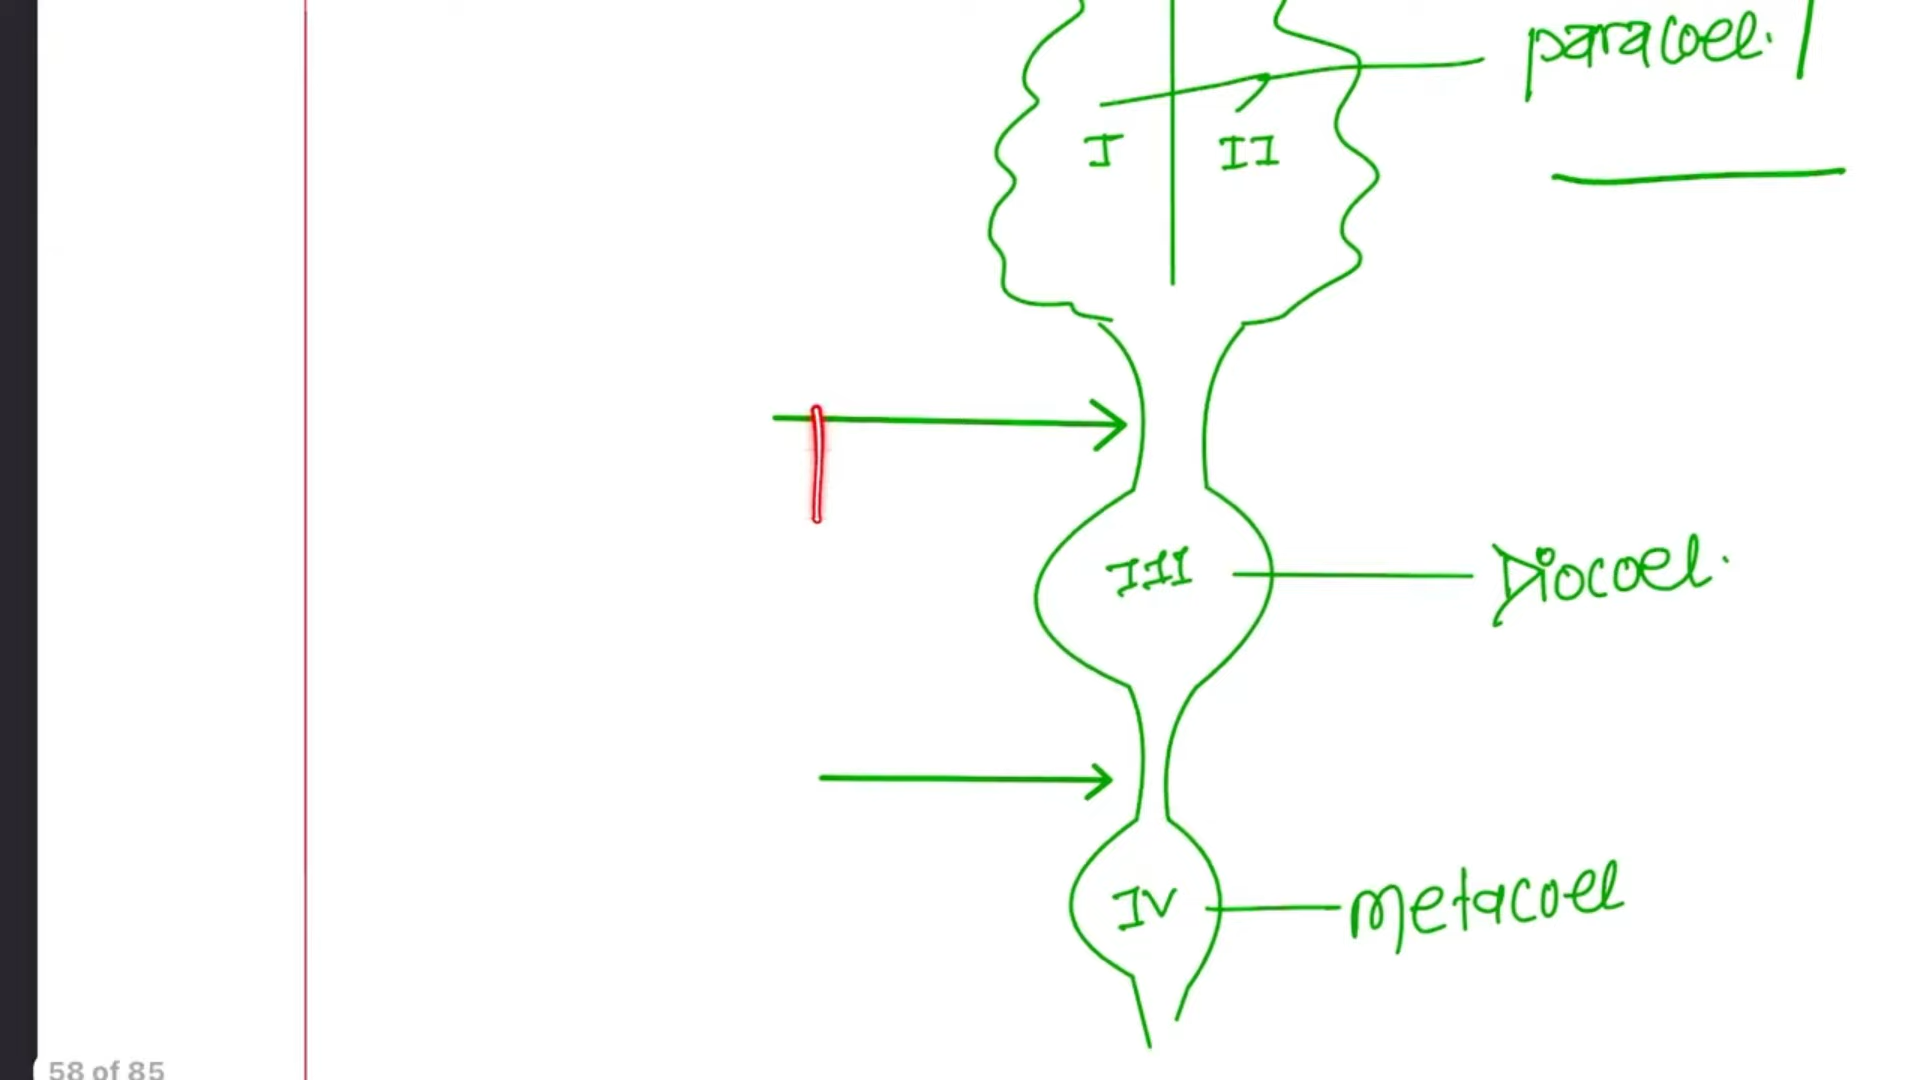 paracoel.
I II
III Diocoel.
IV metacoel
58 of 85